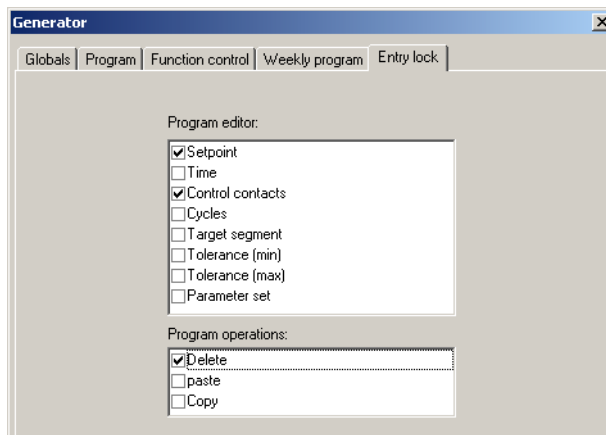 Generator
Globals Program Function control Weekly program Entry lock
Program editor:
Setpoint
Time
Control contacts
Cycles
Target segment
Tolerance (min)
Tolerance (max)
Parameter set
Program operations:
Delete
paste
Copy